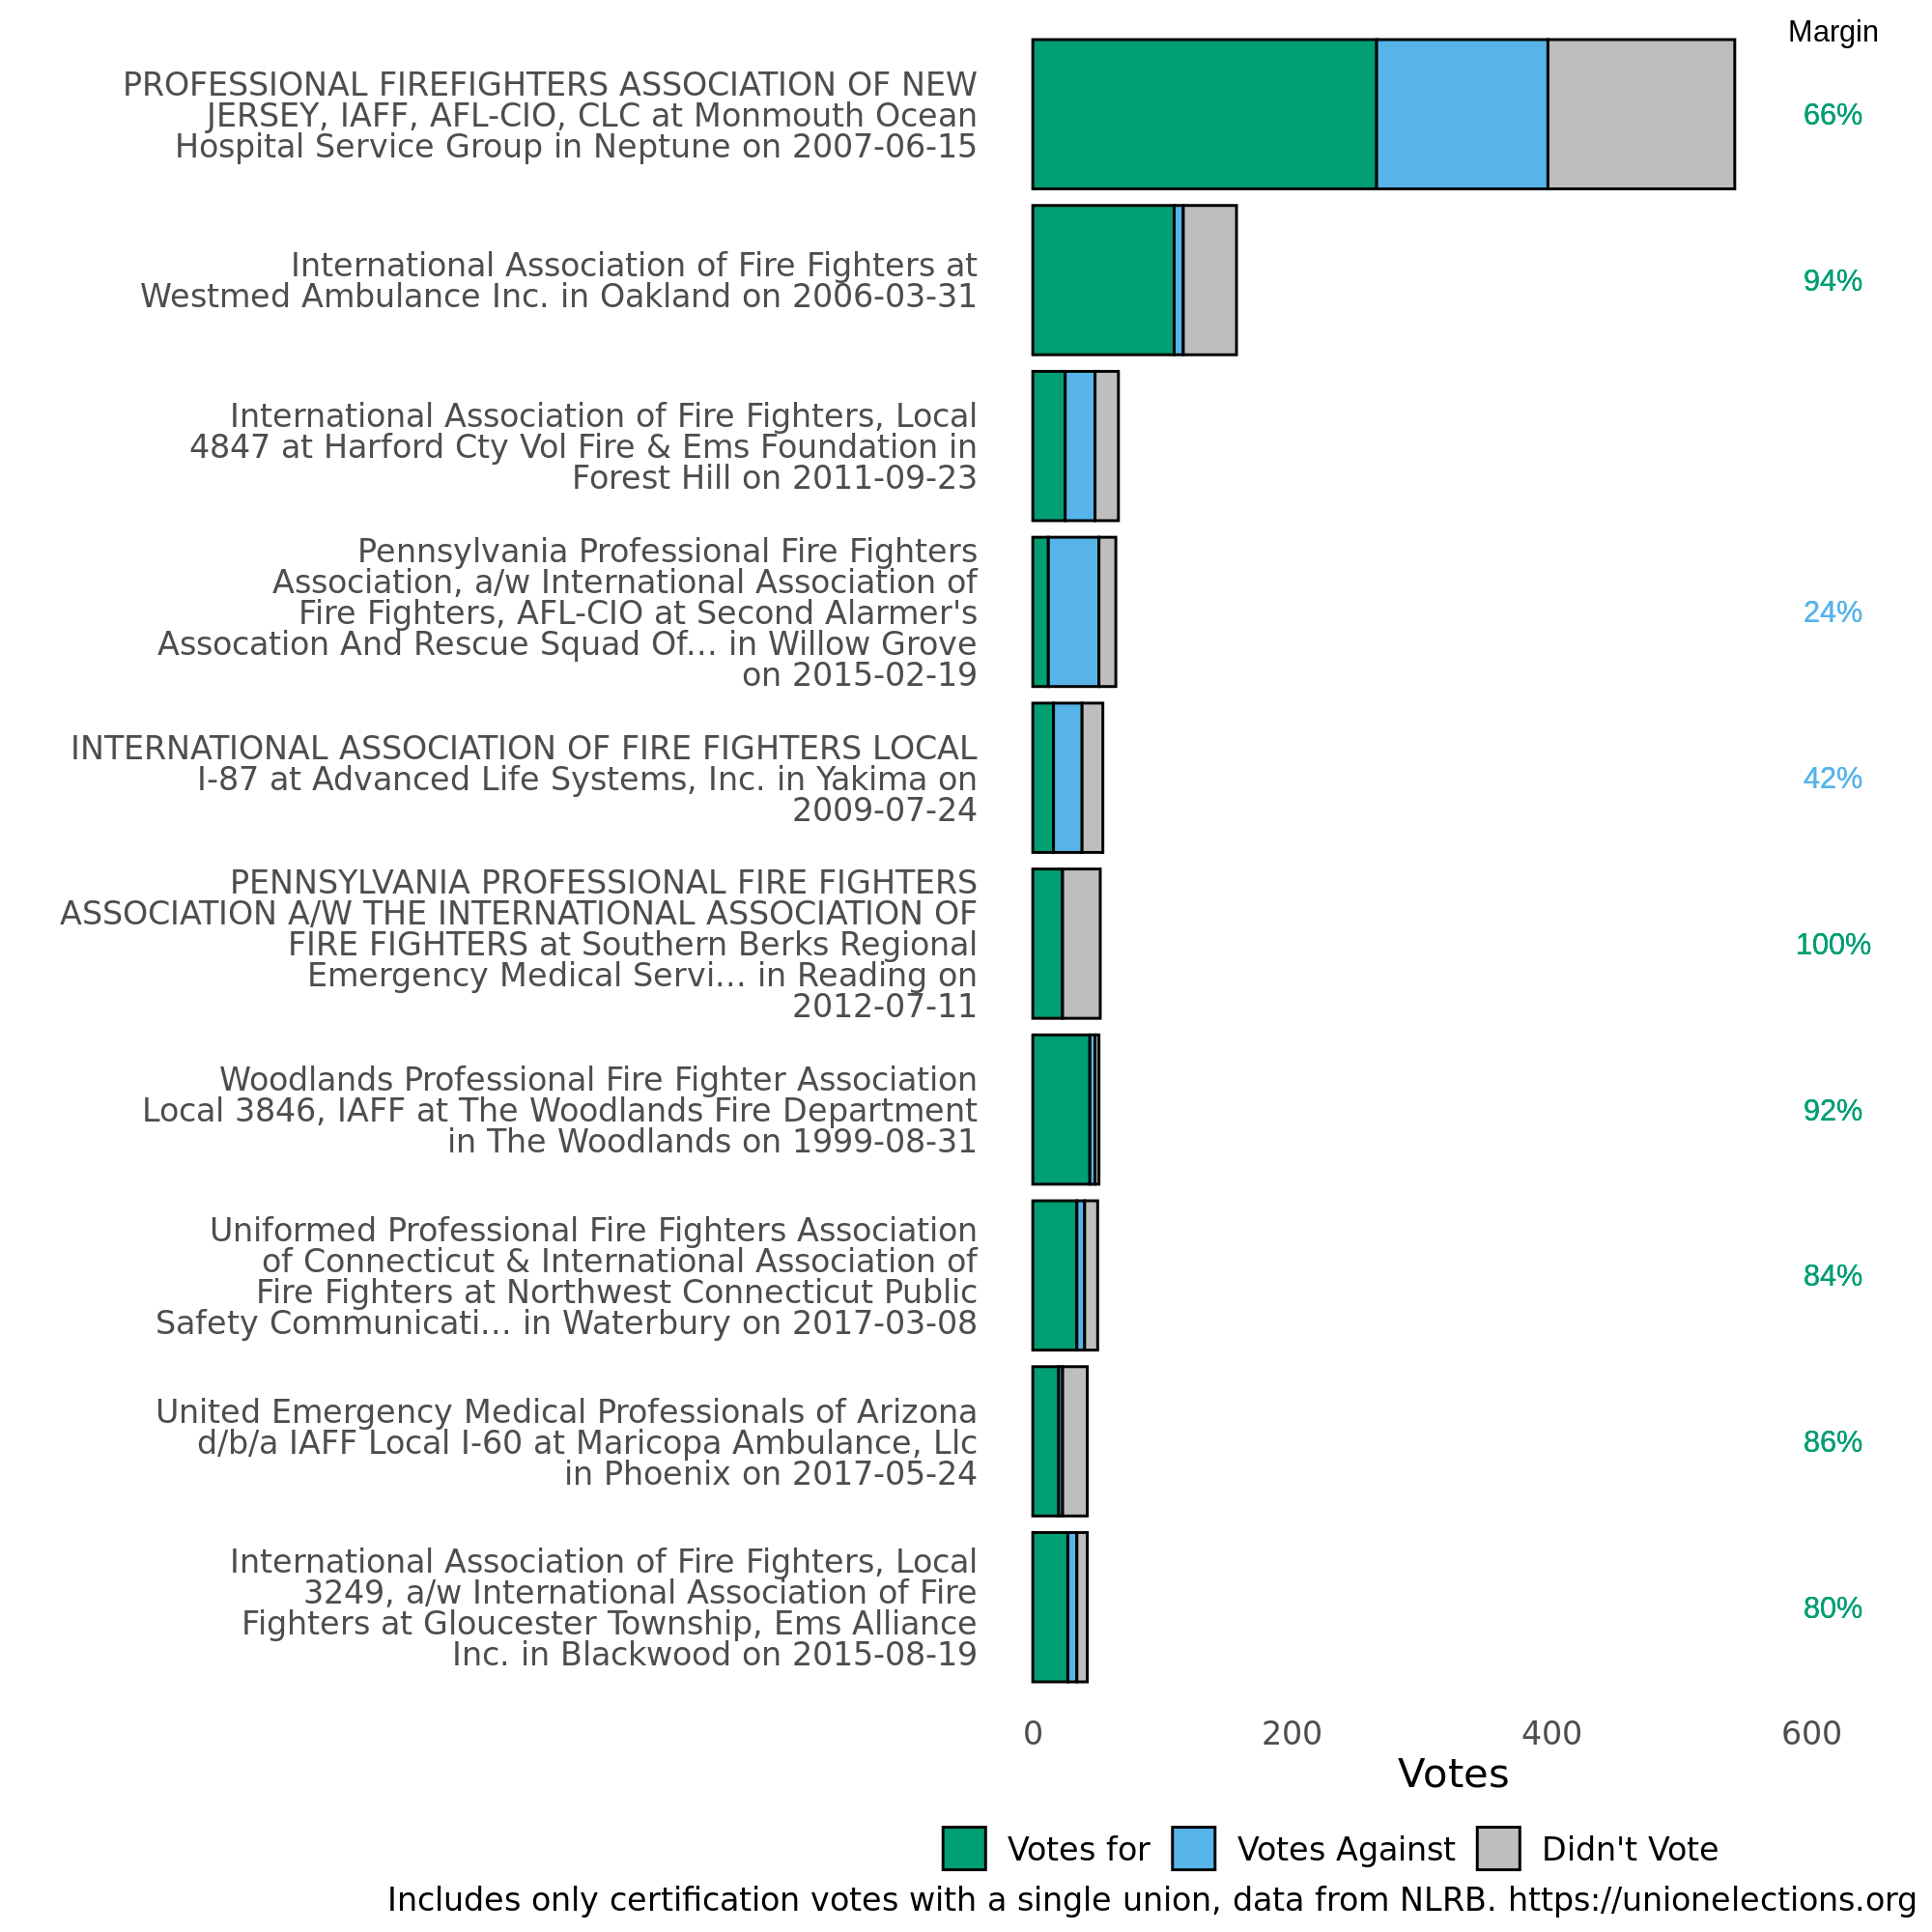 Margin
PROFESSIONAL FIREFIGHTERS ASSOCIATION OF NEW
JERSEY, IAFF, AFL-CIO, CLC at Monmouth Ocean
Hospital Service Group in Neptune on 2007-06-15
66%
International Association of Fire Fighters at
Westmed Ambulance Inc. in Oakland on 2006-03-31
94%
International Association of Fire Fighters, Local
4847 at Harford Cty Vol Fire & Ems Foundation in
Forest Hill on 2011-09-23
Pennsylvania Professional Fire Fighters
Association, a/w International Association of
Fire Fighters, AFL-CIO at Second Alarmer's
Assocation And Rescue Squad Of... in Willow Grove
on 2015-02-19
24%
INTERNATIONAL ASSOCIATION OF FIRE FIGHTERS LOCAL
I-87 at Advanced Life Systems, Inc. in Yakima on
2009-07-24
42%
PENNSYLVANIA PROFESSIONAL FIRE FIGHTERS
ASSOCIATION A/W THE INTERNATIONAL ASSOCIATION OF
FIRE FIGHTERS at Southern Berks Regional
Emergency Medical Servi... in Reading on
2012-07-11
100%
Woodlands Professional Fire Fighter Association
Local 3846, IAFF at The Woodlands Fire Department
in The Woodlands on 1999-08-31
92%
Uniformed Professional Fire Fighters Association
of Connecticut & International Association of
Fire Fighters at Northwest Connecticut Public
Safety Communicati... in Waterbury on 2017-03-08
84%
United Emergency Medical Professionals of Arizona
d/b/a IAFF Local I-60 at Maricopa Ambulance, Llc
in Phoenix on 2017-05-24
86%
International Association of Fire Fighters, Local
3249, a/w International Association of Fire
Fighters at Gloucester Township, Ems Alliance
Inc. in Blackwood on 2015-08-19
80%
0 200 400 600
Votes
Votes for Votes Against Didn't Vote
Includes only certification votes with a single union, data from NLRB. https://unionelections.org